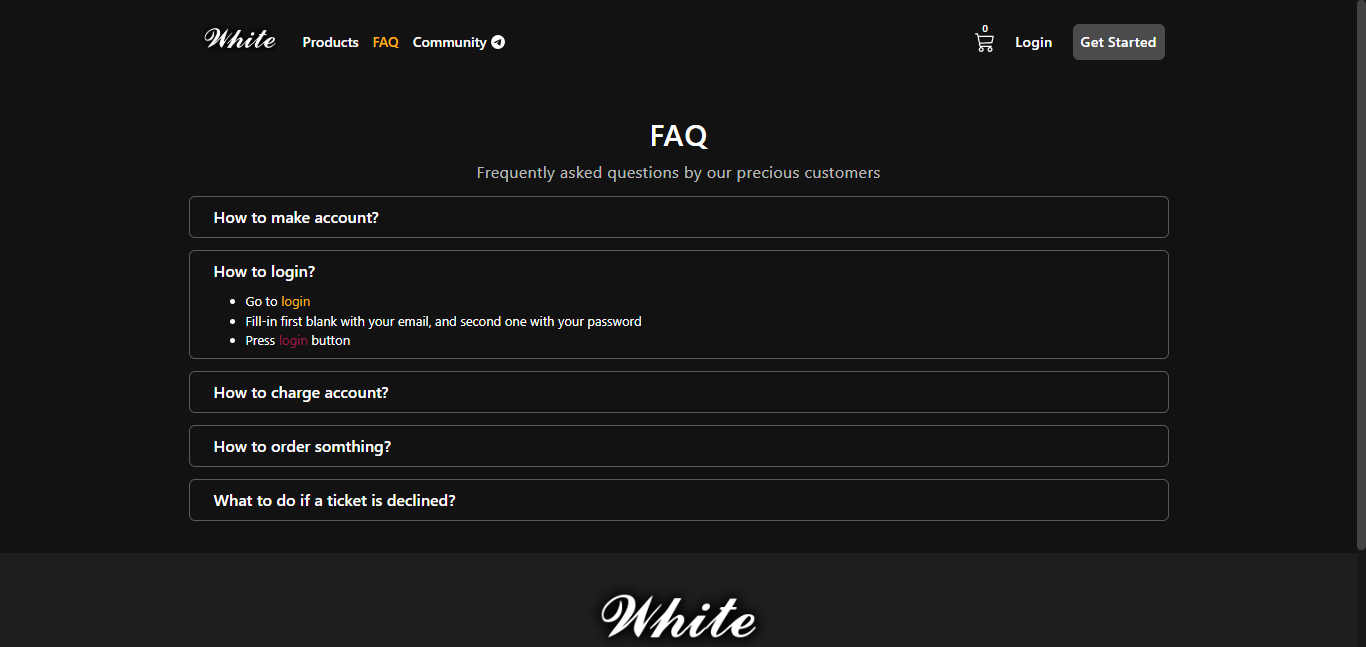 White Products FAQ Community 0 Login Get Started
FAQ
Frequently asked questions by our precious customers
How to make account?
How to login?
• Go to login
• Fill-in first blank with your email, and second one with your password
• Press login button
How to charge account?
How to order somthing?
What to do if a ticket is declined?
White